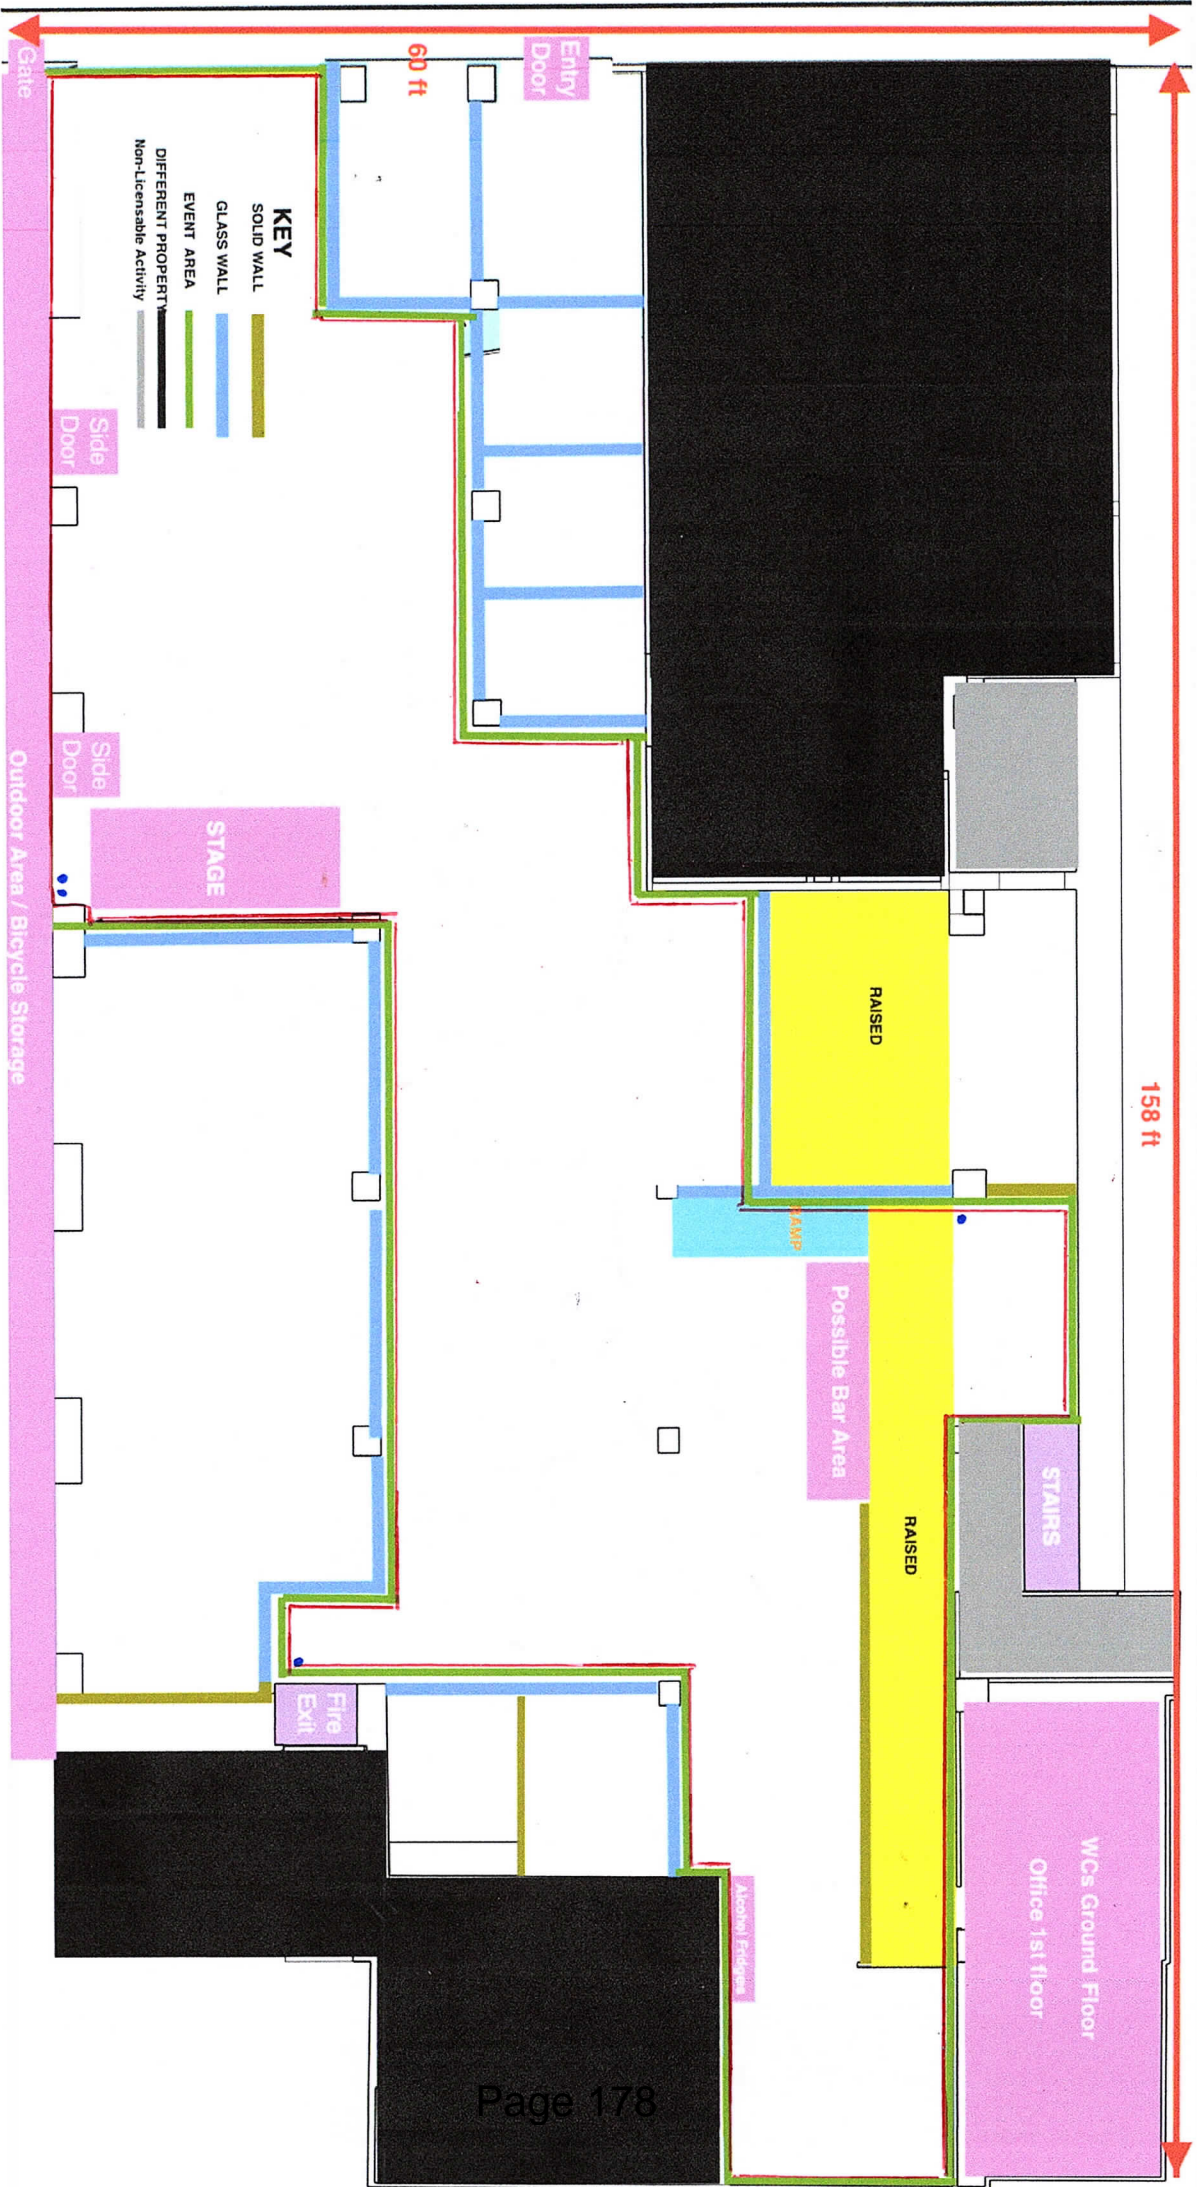 Gate
60 ft
Entry
Door
KEY
SOLID WALL
GLASS WALL
EVENT AREA
DIFFERENT PROPERTY
Non-Licensable Activity
Side
Door
Side
Door
STAGE
Outdoor Area / Bicycle Storage
RAISED
158 ft
RAMP
Possible Bar Area
RAISED
STAIRS
Fire
Exit
WCs Ground Floor
Office 1st floor
Alcohol Fridges
Page 178